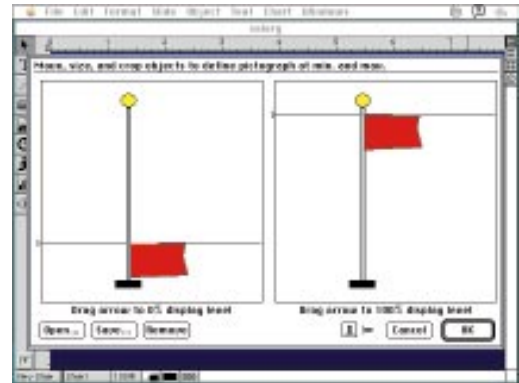 File Edit Format Slide Object Text Chart Windows
Move, size, and crop objects to define pictograph at min. and max.
Drag arrow to 0% display level
Drag arrow to 100% display level
Open... Save... Remove
Cancel OK